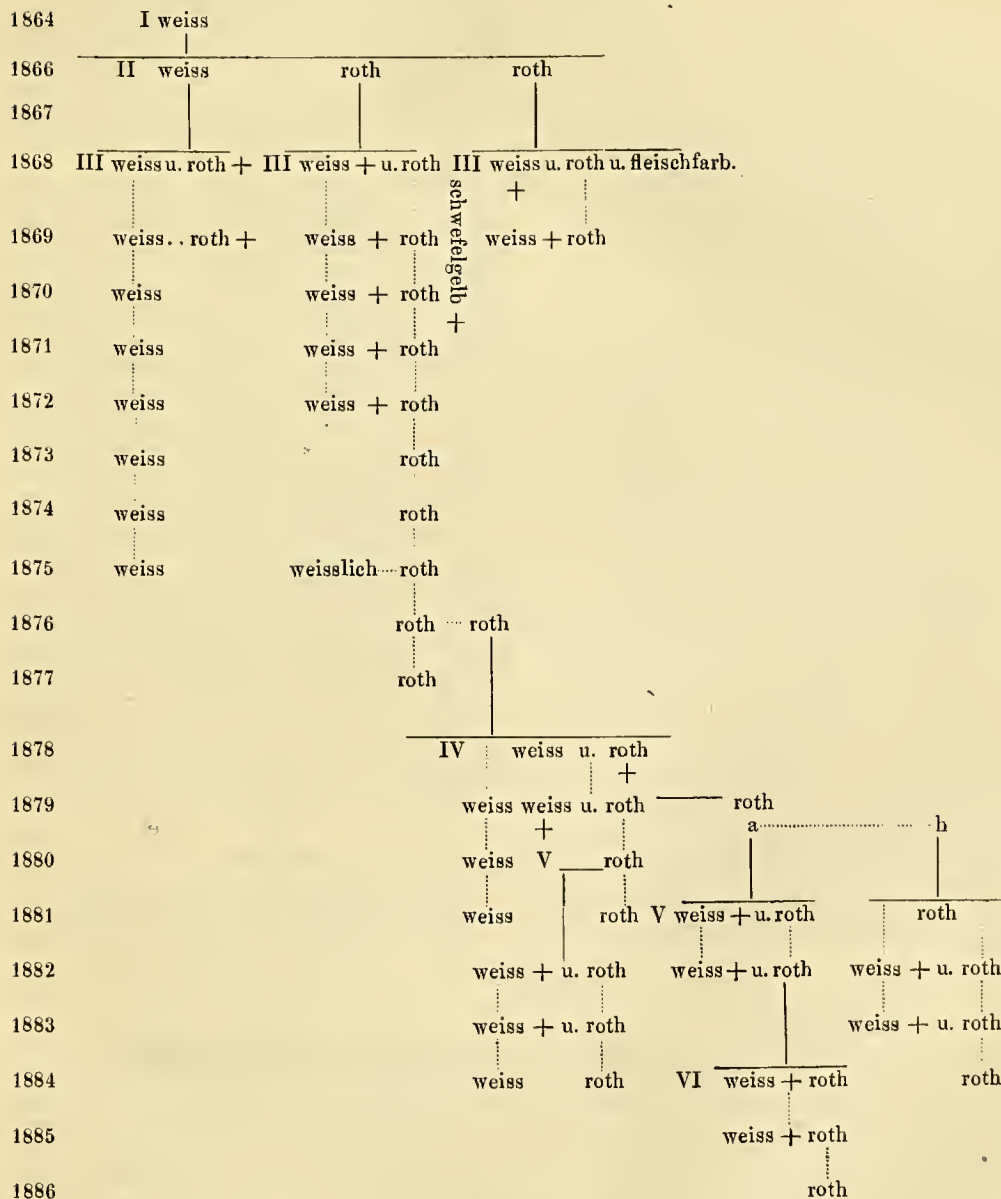 1864 I weiss
1866 II weiss roth roth
1867
1868 III weiss u. roth + III weiss + u. roth III weiss u. roth u. fleischfarb.
+
schwefelgelb +
1869 weiss . . roth + weiss + roth weiss + roth
1870 weiss weiss + roth
1871 weiss weiss + roth
1872 weiss weiss + roth
1873 weiss roth
1874 weiss roth
1875 weiss weisslich roth
1876 roth roth
1877 roth
1878 IV weiss u. roth
+
1879 weiss weiss u. roth roth
+ a h
1880 weiss V roth
1881 weiss roth V weiss + u. roth roth
1882 weiss + u. roth weiss + u. roth weiss + u. roth
1883 weiss + u. roth weiss + u. roth
1884 weiss roth VI weiss + roth roth
1885 weiss + roth
1886 roth